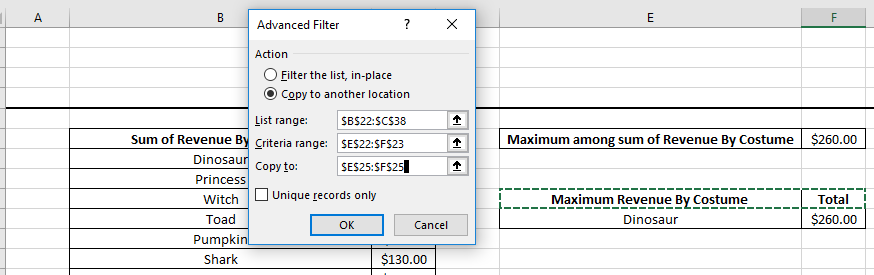 A B E F
Advanced Filter ? ×
Action
Filter the list, in-place
Copy to another location
List range: $B$22:$C$38
Criteria range: $E$22:$F$23
Copy to: $E$25:$F$25
Unique records only
OK Cancel
Sum of Revenue By
Dinosaur
Princess
Witch
Toad
Pumpkin
Shark $130.00
Maximum among sum of Revenue By Costume $260.00
Maximum Revenue By Costume Total
Dinosaur $260.00